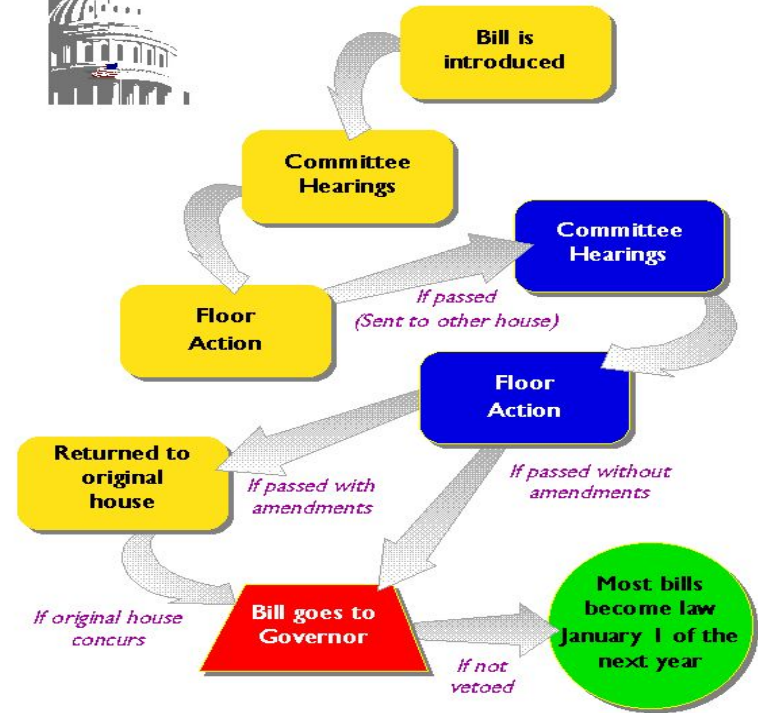 Bill is
introduced
Committee
Hearings
Committee
Hearings
If passed
(Sent to other house)
Floor
Action
Floor
Action
Returned to
original
house
If passed with
amendments
If passed without
amendments
If original house
concurs
Bill goes to
Governor
If not
vetoed
Most bills
become law
January 1 of the
next year